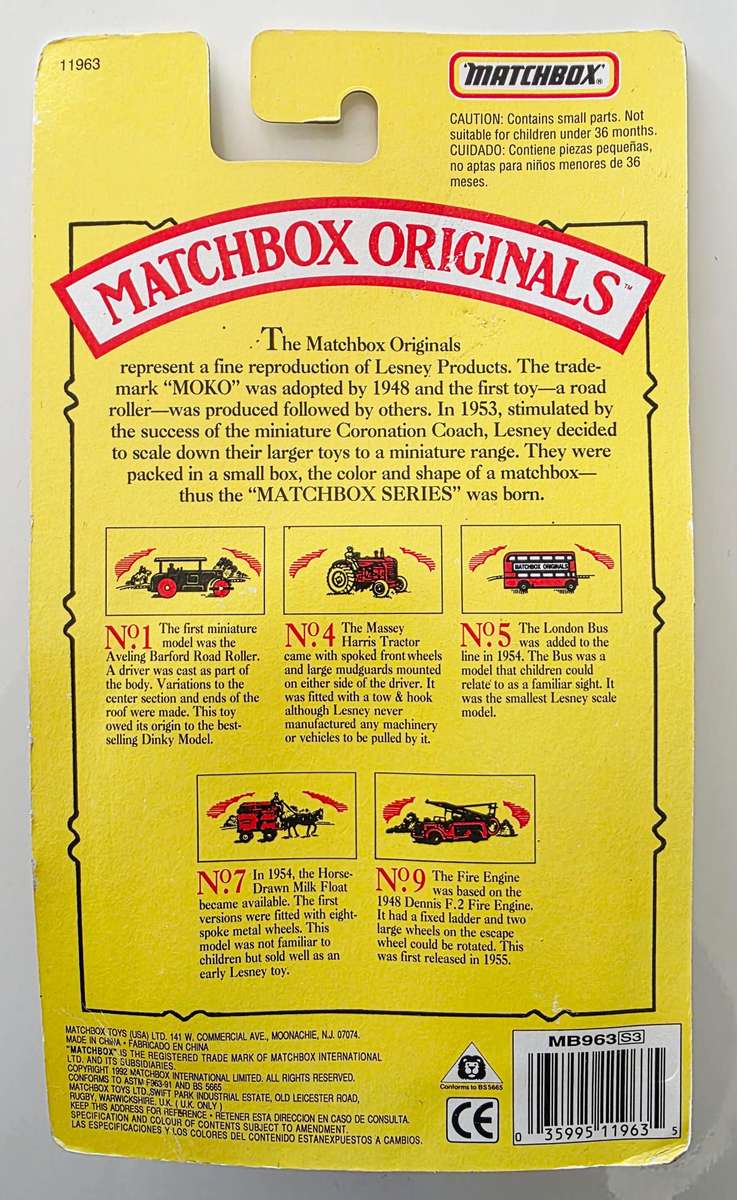 11963
"MATCHBOX"®
CAUTION: Contains small parts. Not
suitable for children under 36 months.
CUIDADO: Contiene piezas pequeñas,
no aptas para niños menores de 36
meses.
MATCHBOX ORIGINALS™
The Matchbox Originals
represent a fine reproduction of Lesney Products. The trade-
mark “MOKO” was adopted by 1948 and the first toy—a road
roller—was produced followed by others. In 1953, stimulated by
the success of the miniature Coronation Coach, Lesney decided
to scale down their larger toys to a miniature range. They were
packed in a small box, the color and shape of a matchbox—
thus the “MATCHBOX SERIES” was born.
No.1 The first miniature
model was the
Aveling Barford Road Roller.
A driver was cast as part of
the body. Variations to the
center section and ends of the
roof were made. This toy
owed its origin to the best-
selling Dinky Model.
No.4 The Massey
Harris Tractor
came with spoked front wheels
and large mudguards mounted
on either side of the driver. It
was fitted with a tow & hook
although Lesney never
manufactured any machinery
or vehicles to be pulled by it.
MATCHBOX ORIGINALS
No.5 The London Bus
was added to the
line in 1954. The Bus was a
model that children could
relate to as a familiar sight. It
was the smallest Lesney scale
model.
No.7 In 1954, the Horse-
Drawn Milk Float
became available. The first
versions were fitted with eight-
spoke metal wheels. This
model was not familiar to
children but sold well as an
early Lesney toy.
No.9 The Fire Engine
was based on the
1948 Dennis F.2 Fire Engine.
It had a fixed ladder and two
large wheels on the escape
wheel could be rotated. This
was first released in 1955.
MATCHBOX TOYS (USA) LTD. 141 W. COMMERCIAL AVE., MOONACHIE, N.J. 07074.
MADE IN CHINA • FABRICADO EN CHINA
"MATCHBOX" IS THE REGISTERED TRADE MARK OF MATCHBOX INTERNATIONAL
LTD. AND ITS SUBSIDIARIES.
COPYRIGHT 1992 MATCHBOX INTERNATIONAL LIMITED. ALL RIGHTS RESERVED.
CONFORMS TO ASTM F963-91 AND BS 5665
MATCHBOX TOYS LTD.,SWIFT PARK INDUSTRIAL ESTATE, OLD LEICESTER ROAD,
RUGBY, WARWICKSHIRE, U.K. ( U.K. ONLY )
KEEP THIS ADDRESS FOR REFERENCE • RETENER ESTA DIRECCION EN CASO DE CONSULTA.
SPECIFICATION AND COLOUR OF CONTENTS SUBJECT TO AMENDMENT.
LAS ESPECIFICACIONES Y LOS COLORES DEL CONTENIDO ESTANEXPUESTOS A CAMBIOS.
Conforms to BS 5665
CE
MB963 S3
0 35995 11963 5